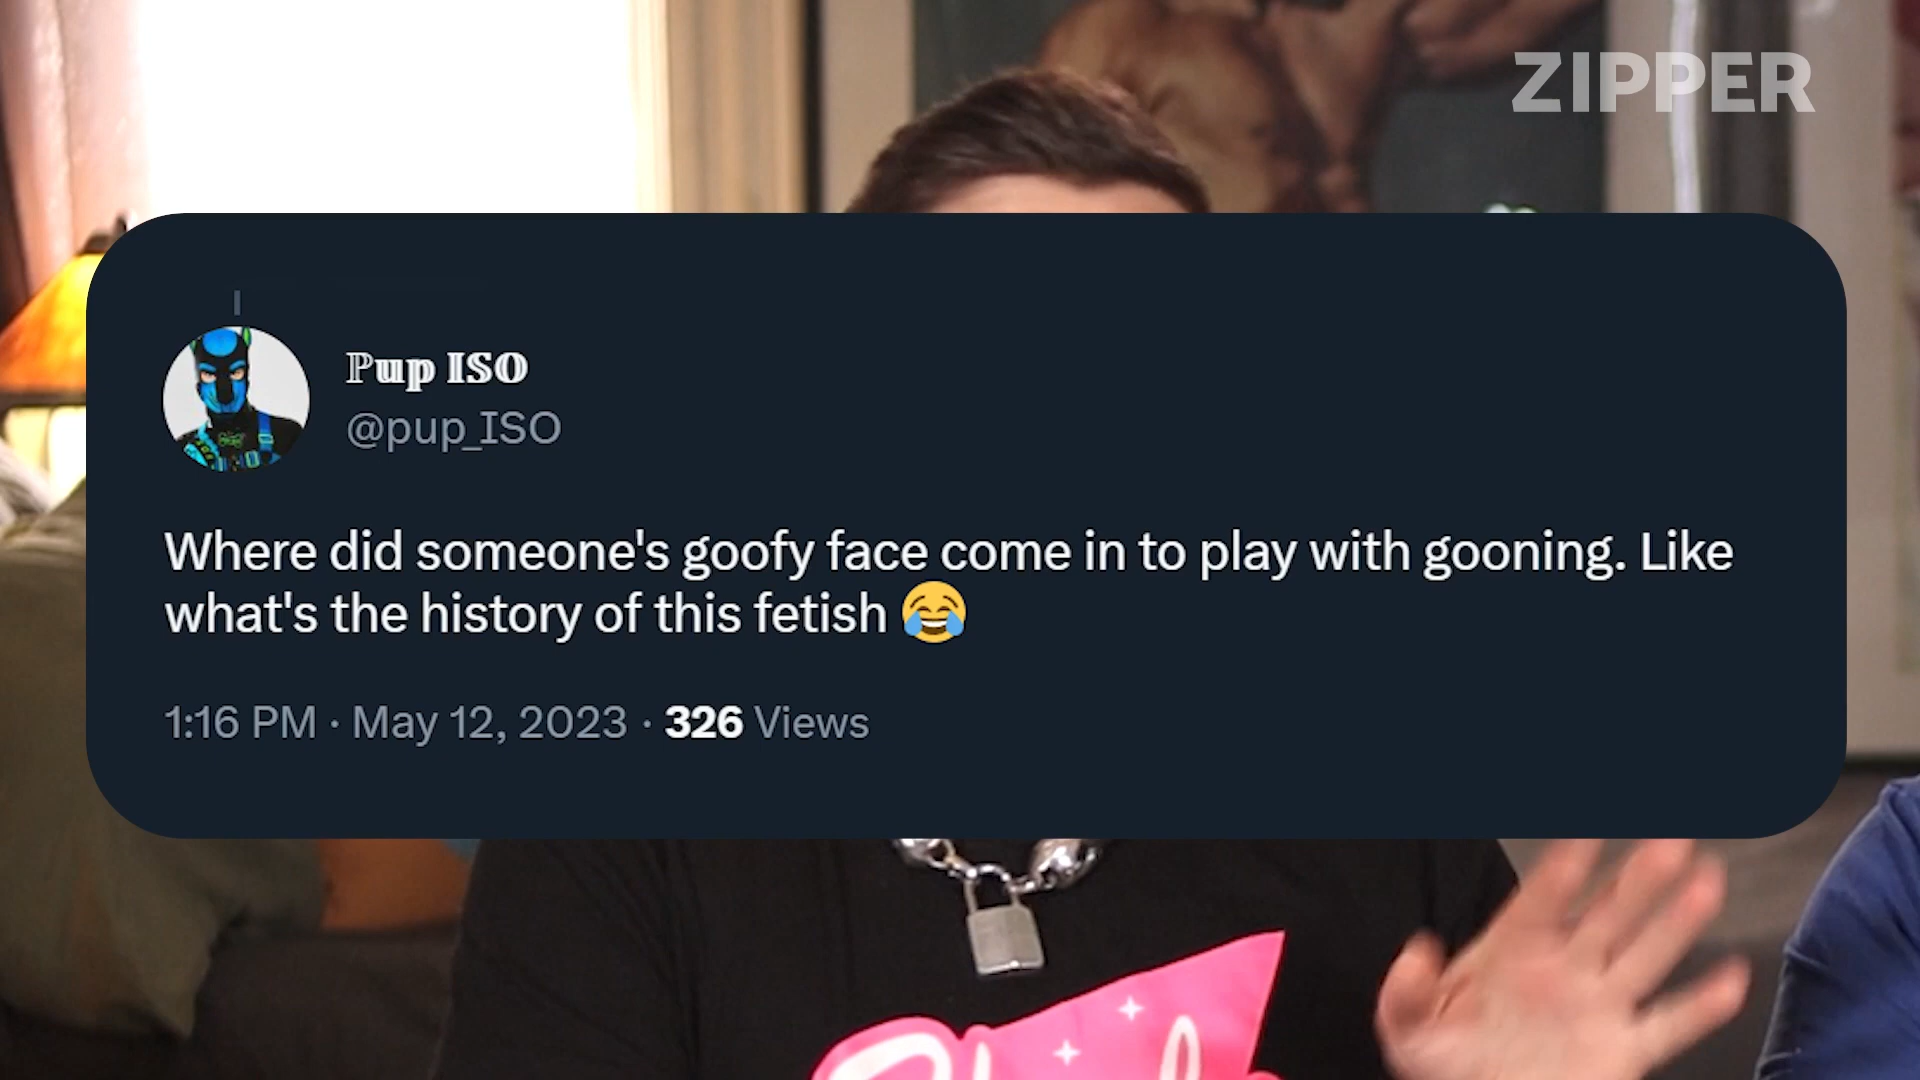 ZIPPER
ℙup ISO
@pup_ISO
Where did someone's goofy face come in to play with gooning. Like
what's the history of this fetish 😂
1:16 PM · May 12, 2023 · 326 Views